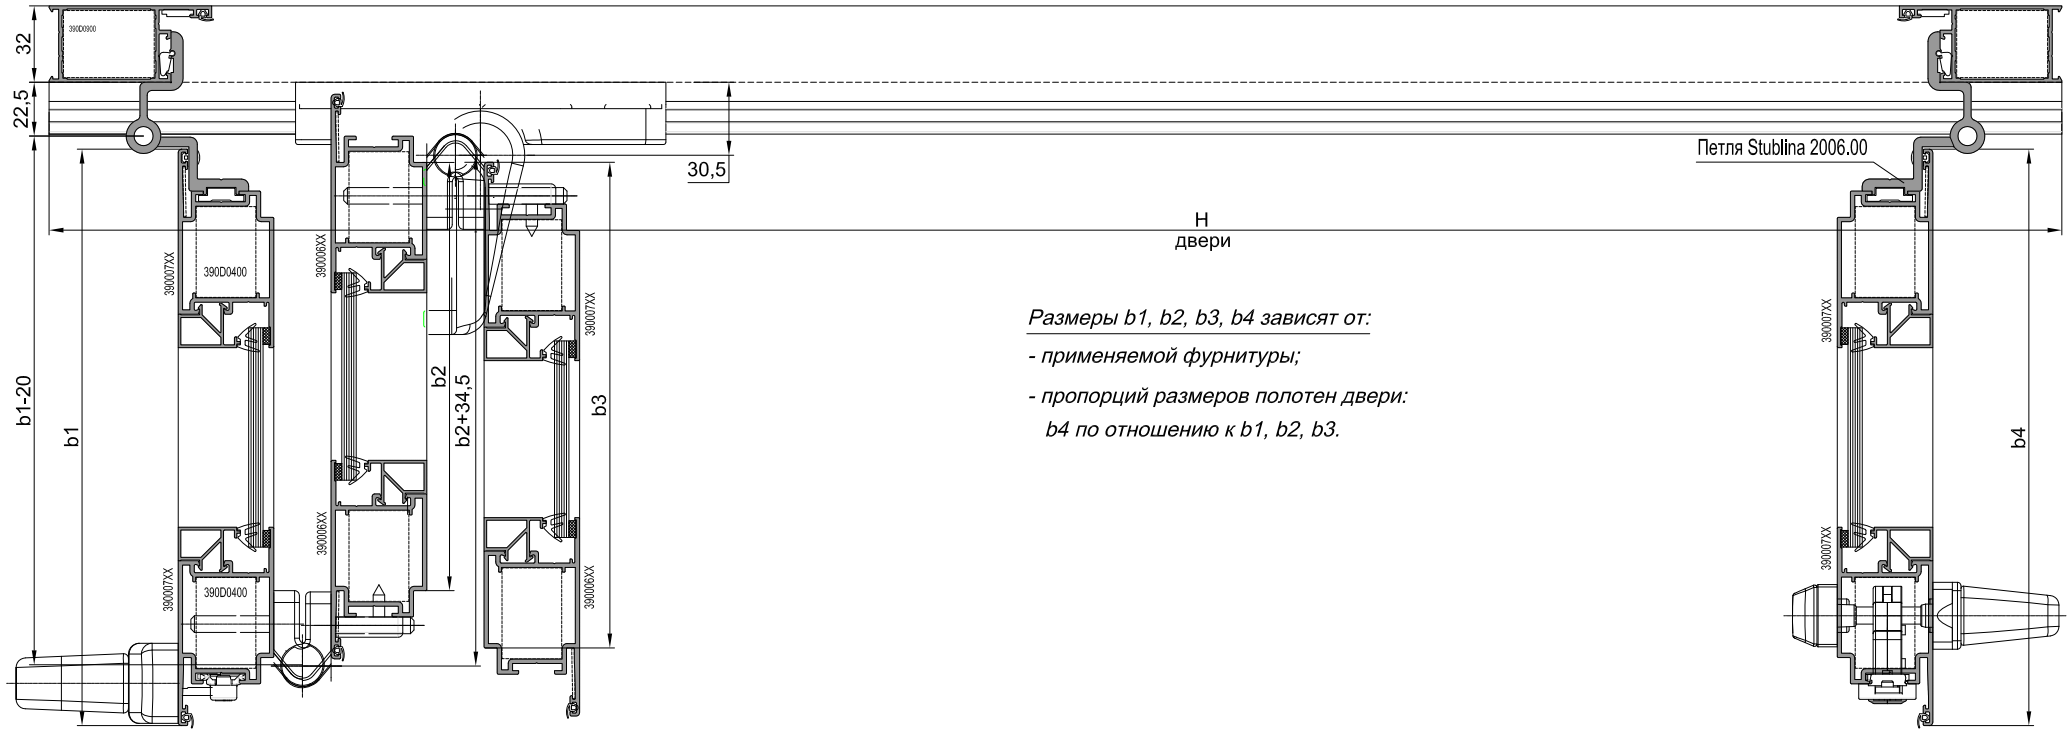 32
390D0900
22,5
30,5
Петля Stublina 2006.00
H
двери
390007XX
390D0400
390006XX
390007XX
390007XX
Размеры b1, b2, b3, b4 зависят от:
- применяемой фурнитуры;
- пропорций размеров полотен двери:
b4 по отношению к b1, b2, b3.
b1-20
b1
b2
b2+34,5
b3
b4
390007XX
390D0400
390006XX
390006XX
390007XX